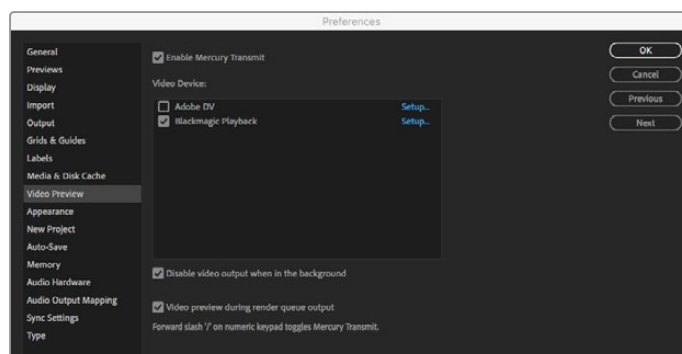 Preferences
General
Previews
Display
Import
Output
Grids & Guides
Labels
Media & Disk Cache
Video Preview
Appearance
New Project
Auto-Save
Memory
Audio Hardware
Audio Output Mapping
Sync Settings
Type
Enable Mercury Transmit
Video Device:
Adobe DV Setup...
Blackmagic Playback Setup...
Disable video output when in the background
Video preview during render queue output
Forward slash '/' on numeric keypad toggles Mercury Transmit.
OK
Cancel
Previous
Next